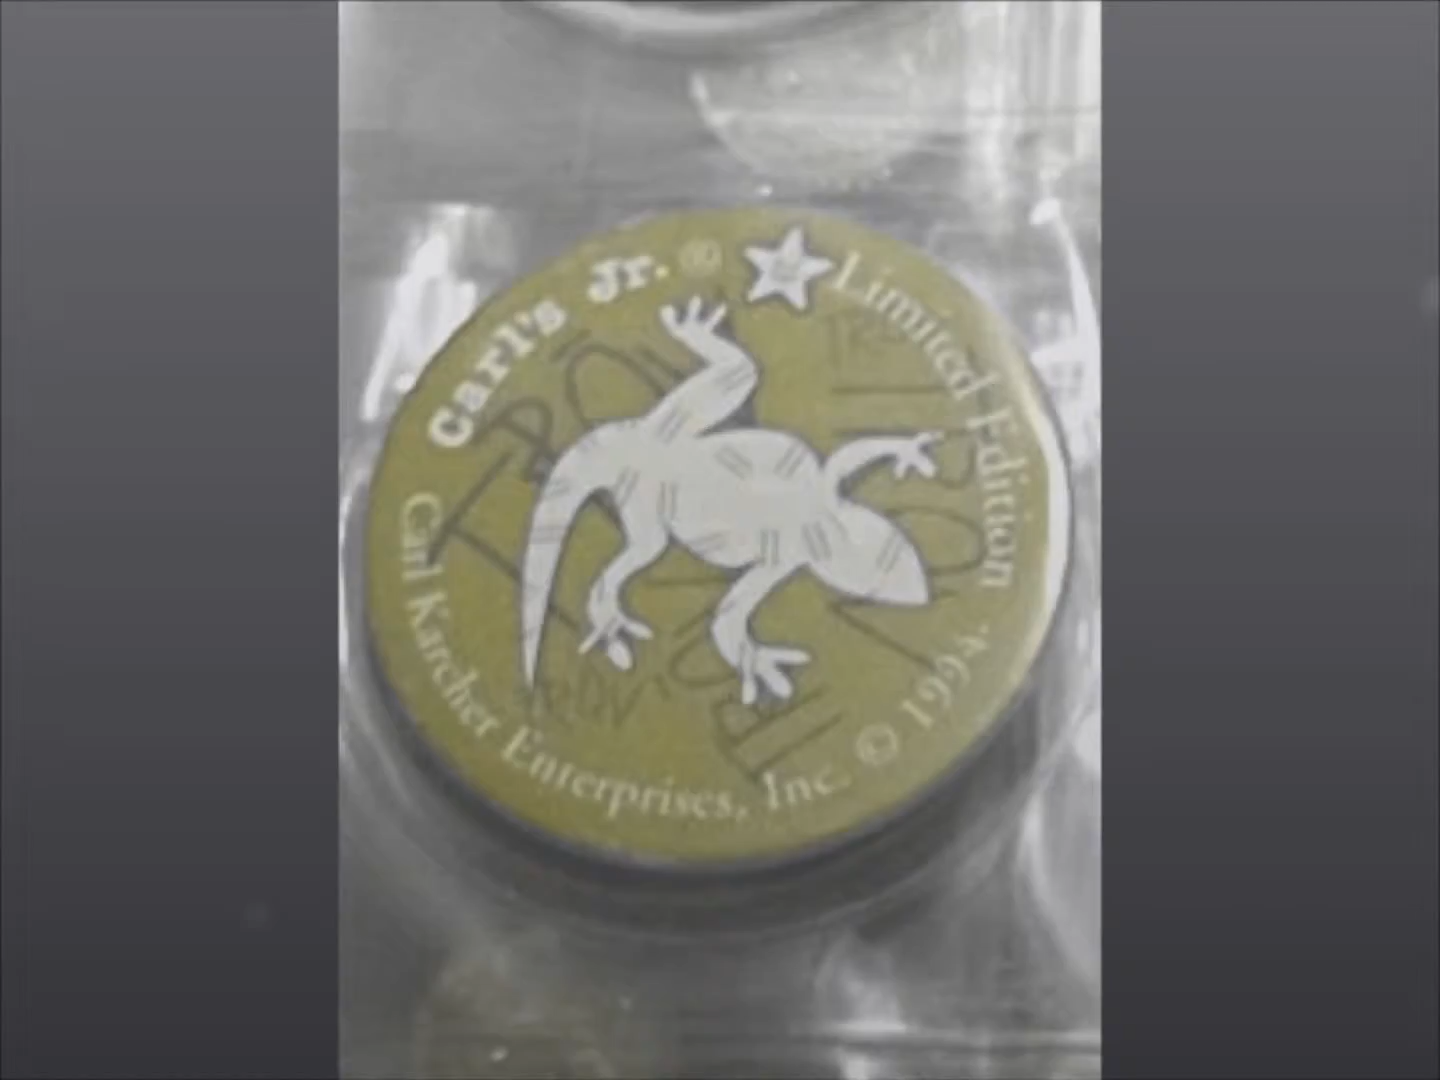 Carl's Jr. ®
Limited Edition
Carl Karcher Enterprises, Inc. © 1994.